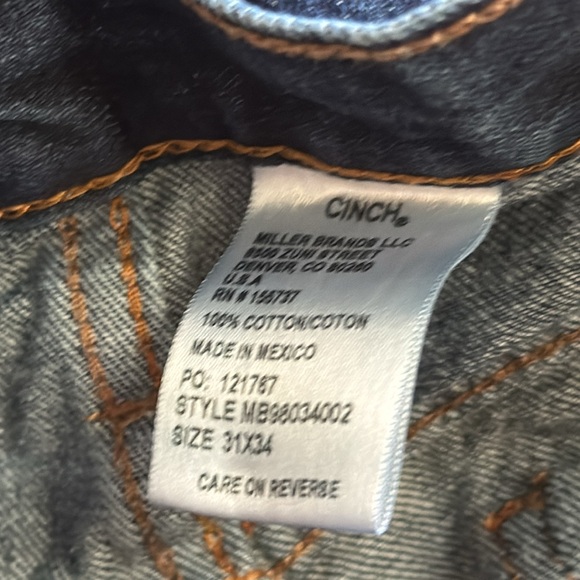 CINCH®
MILLER BRANDS LLC
8500 ZUNI STREET
DENVER, CO 80260
U.S.A
RN # 156737
100% COTTON/COTON
MADE IN MEXICO
PO: 121787
STYLE MB98034002
SIZE 31X34
CARE ON REVERSE